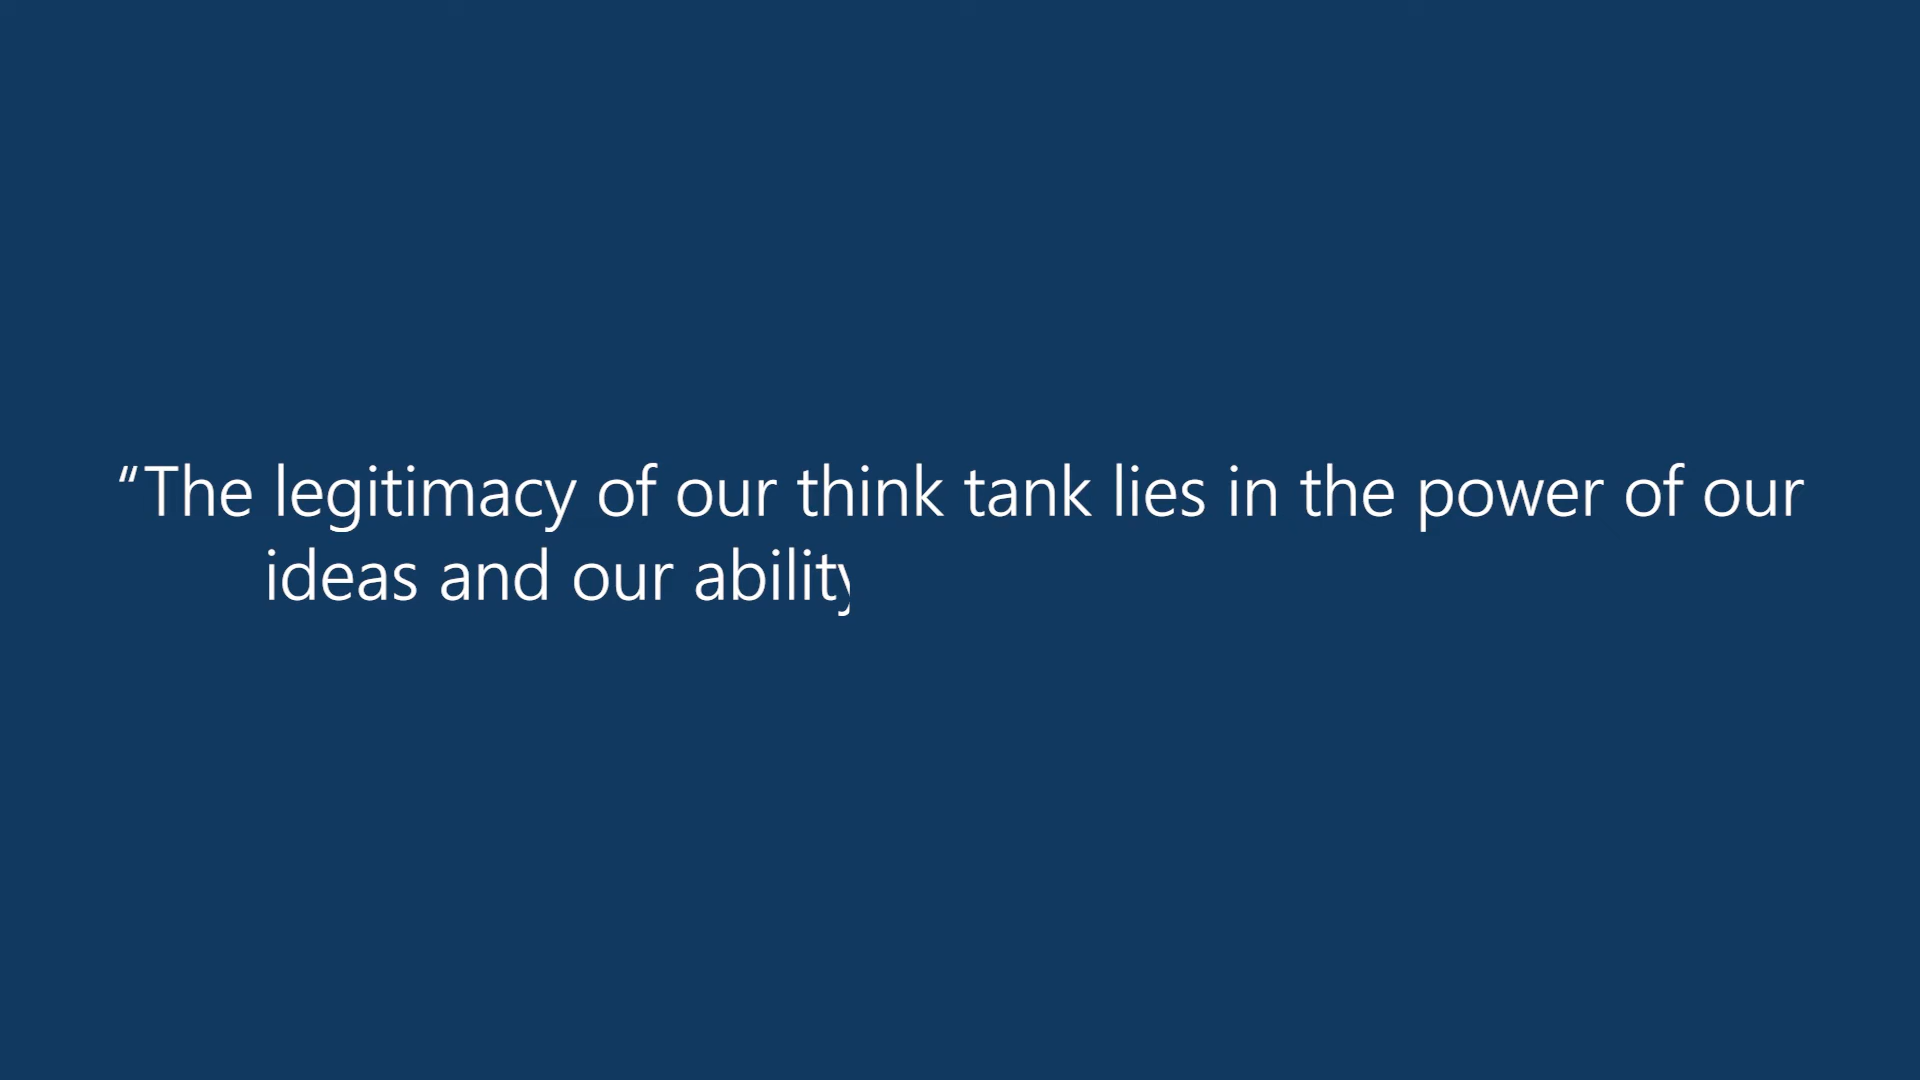 “The legitimacy of our think tank lies in the power of our
ideas and our ability